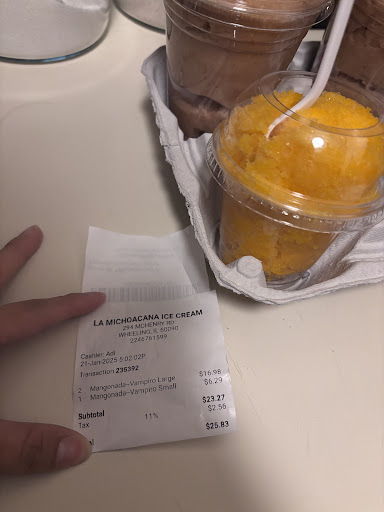 LA MICHOACANA ICE CREAM
294 MCHENRY RD
WHEELING, IL 60090
2245761599
Cashier: Adi
21-Jan-2025 5:02:02P
Transaction 235392
2 Mangonada--Vampiro Large $16.98
1 Mangonada--Vampiro Small $6.29
Subtotal $23.27
Tax 11% $2.56
$25.83